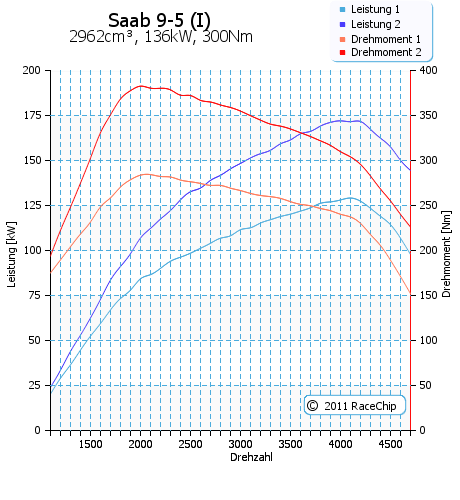 Saab 9-5 (I)
2962cm³, 136kW, 300Nm
Leistung 1
Leistung 2
Drehmoment 1
Drehmoment 2
200
175
150
125
100
75
50
25
0
Leistung [kW]
400
350
300
250
200
150
100
50
0
Drehmoment [Nm]
1500 2000 2500 3000 3500 4000 4500
Drehzahl
© 2011 RaceChip